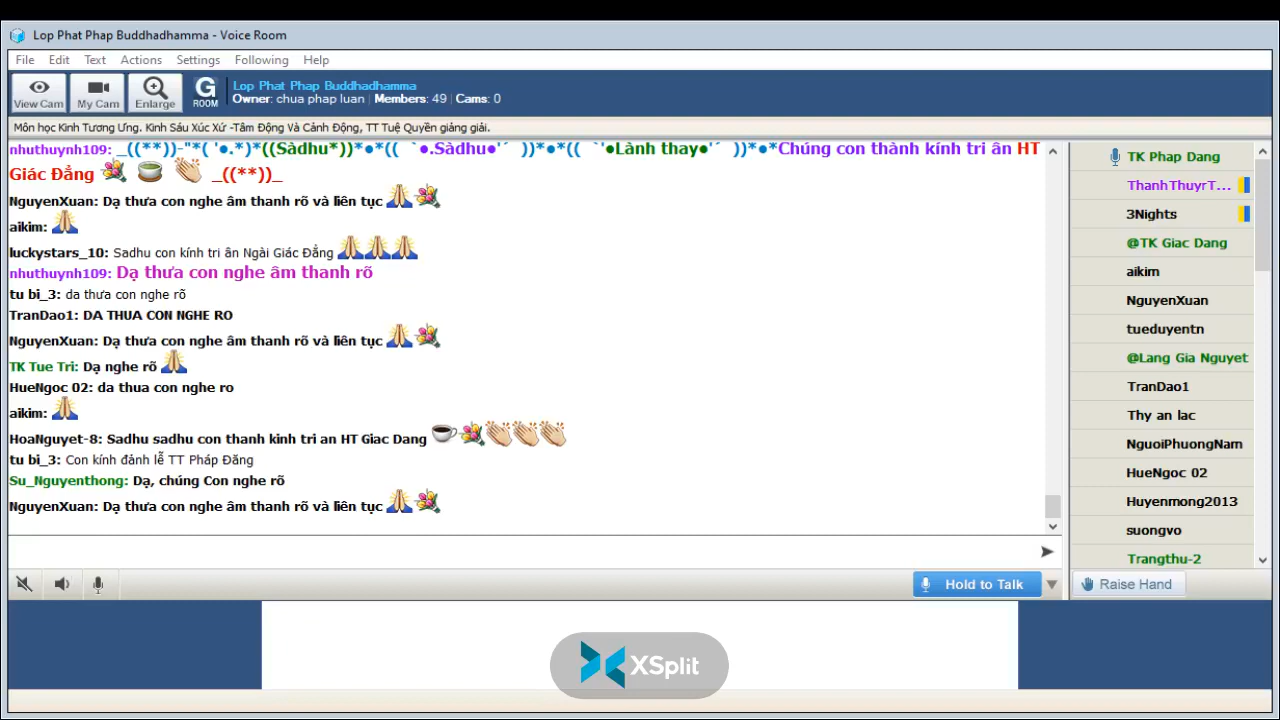 Lop Phat Phap Buddhadhamma - Voice Room
File Edit Text Actions Settings Following Help
View Cam My Cam Enlarge G ROOM
Lop Phat Phap Buddhadhamma
Owner: chua phap luan | Members: 49 | Cams: 0
Môn học Kinh Tương Ưng. Kinh Sáu Xúc Xứ -Tâm Động Và Cảnh Động, TT Tuệ Quyền giảng giải.
nhuthuynh109: _((**))-"*( '●.*)*((Sàdhu*))*●*(( `●.Sàdhu●'´ ))*●*(( `'●Lành thay●'´ ))*●*Chúng con thành kính tri ân HT
Giác Đẳng _((**))_
NguyenXuan: Dạ thưa con nghe âm thanh rõ và liên tục
aikim:
luckystars_10: Sadhu con kính tri ân Ngài Giác Đẳng
nhuthuynh109: Dạ thưa con nghe âm thanh rõ
tu bi_3: da thưa con nghe rõ
TranDao1: DA THUA CON NGHE RO
NguyenXuan: Dạ thưa con nghe âm thanh rõ và liên tục
TK Tue Tri: Dạ nghe rõ
HueNgoc 02: da thua con nghe ro
aikim:
HoaNguyet-8: Sadhu sadhu con thanh kinh tri an HT Giac Dang
tu bi_3: Con kính đảnh lễ TT Pháp Đăng
Su_Nguyenthong: Dạ, chúng Con nghe rõ
NguyenXuan: Dạ thưa con nghe âm thanh rõ và liên tục
Hold to Talk
TK Phap Dang
ThanhThuyrT...
3Nights
@TK Giac Dang
aikim
NguyenXuan
tueduyentn
@Lang Gia Nguyet
TranDao1
Thy an lac
NguoiPhuongNam
HueNgoc 02
Huyenmong2013
suongvo
Trangthu-2
Raise Hand
XSplit